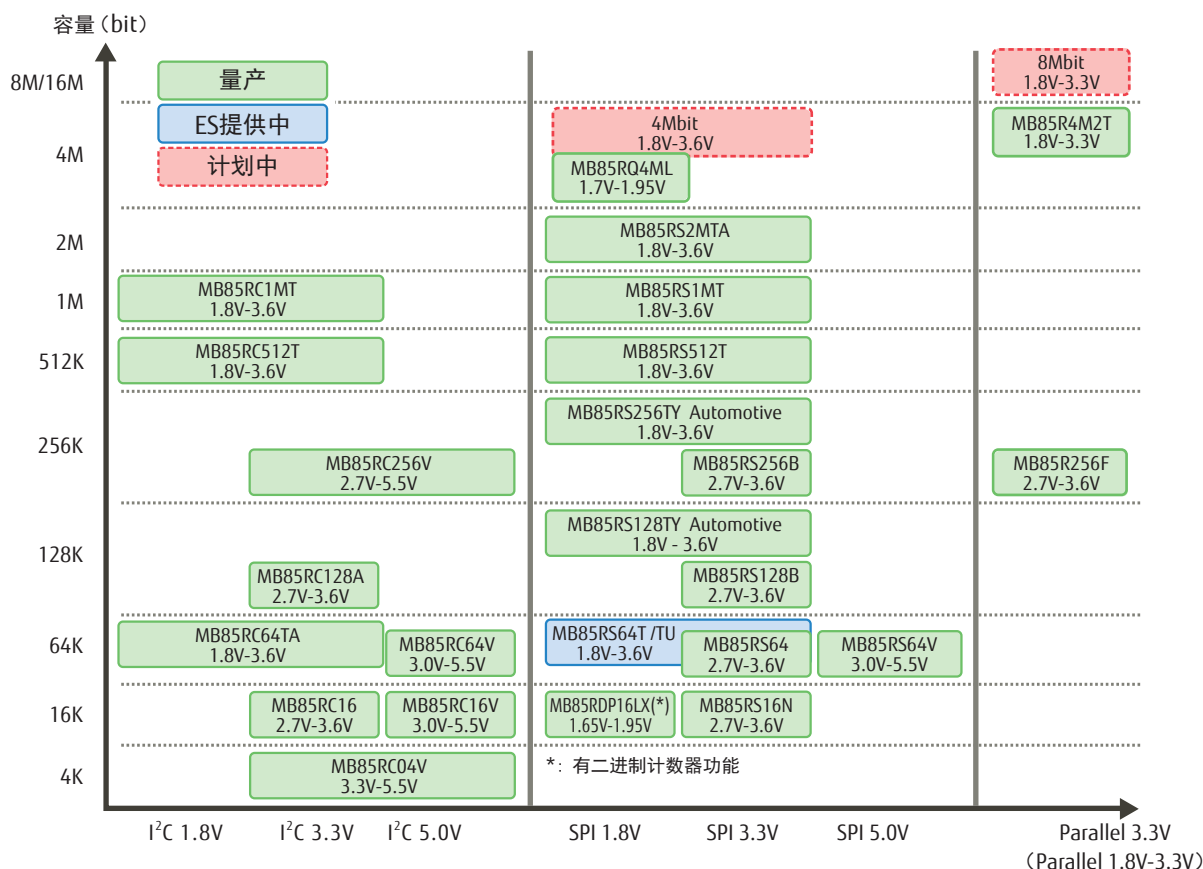 容量（bit）
8M/16M
4M
2M
1M
512K
256K
128K
64K
16K
4K
量产
ES提供中
计划中
8Mbit
1.8V-3.3V
4Mbit
1.8V-3.6V
MB85R4M2T
1.8V-3.3V
MB85RQ4ML
1.7V-1.95V
MB85RS2MTA
1.8V-3.6V
MB85RC1MT
1.8V-3.6V
MB85RS1MT
1.8V-3.6V
MB85RC512T
1.8V-3.6V
MB85RS512T
1.8V-3.6V
MB85RS256TY Automotive
1.8V-3.6V
MB85RC256V
2.7V-5.5V
MB85RS256B
2.7V-3.6V
MB85R256F
2.7V-3.6V
MB85RS128TY Automotive
1.8V - 3.6V
MB85RC128A
2.7V-3.6V
MB85RS128B
2.7V-3.6V
MB85RC64TA
1.8V-3.6V
MB85RC64V
3.0V-5.5V
MB85RS64T /TU
1.8V-3.6V
MB85RS64
2.7V-3.6V
MB85RS64V
3.0V-5.5V
MB85RC16
2.7V-3.6V
MB85RC16V
3.0V-5.5V
MB85RDP16LX(*)
1.65V-1.95V
MB85RS16N
2.7V-3.6V
MB85RC04V
3.3V-5.5V
*：有二进制计数器功能
I²C 1.8V
I²C 3.3V
I²C 5.0V
SPI 1.8V
SPI 3.3V
SPI 5.0V
Parallel 3.3V
（Parallel 1.8V-3.3V）